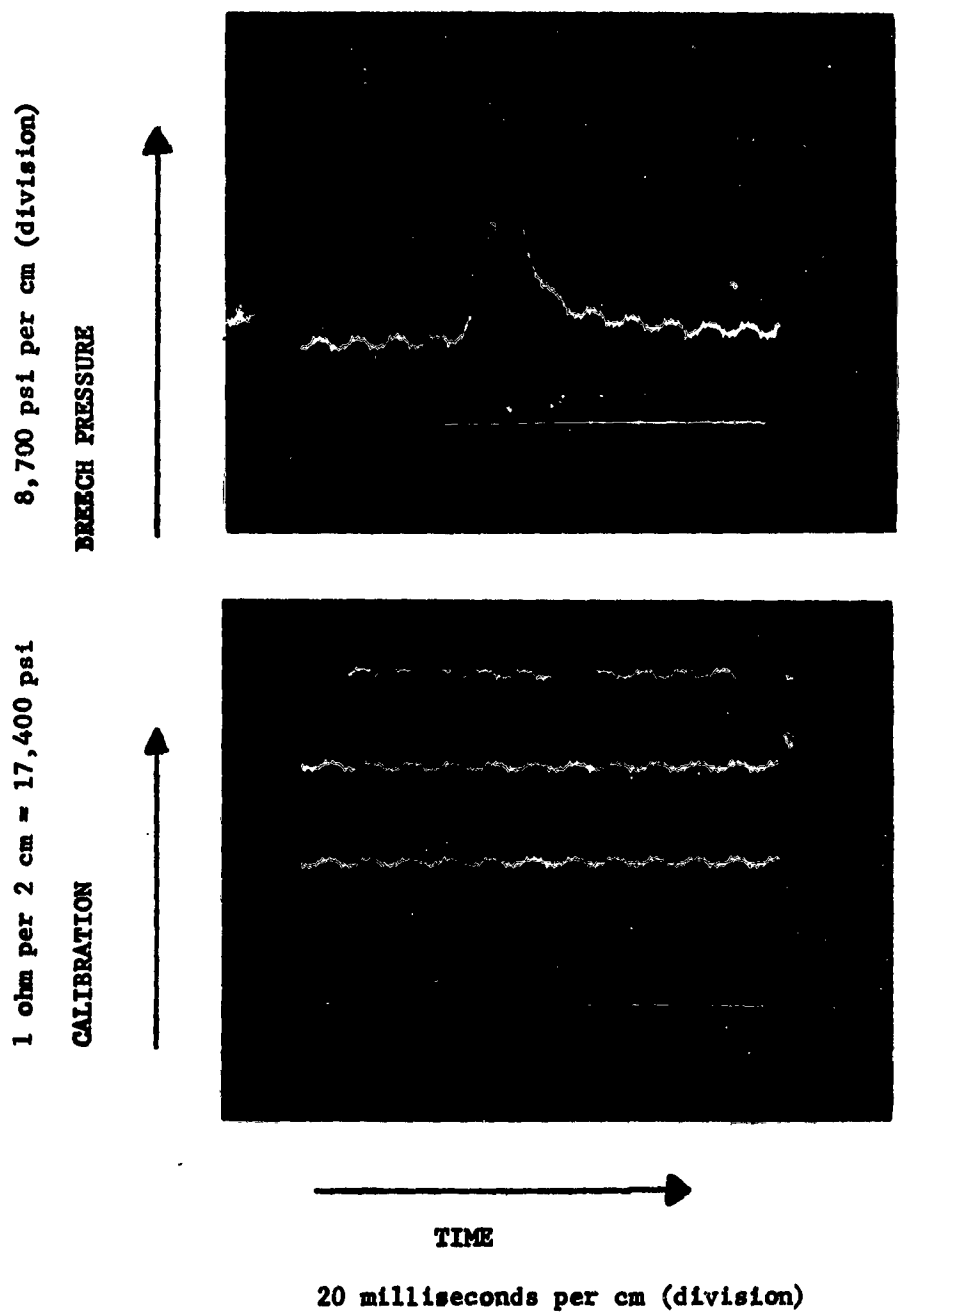 8,700 psi per cm (division)
BREECH PRESSURE
1 ohm per 2 cm = 17,400 psi
CALIBRATION
TIME
20 milliseconds per cm (division)